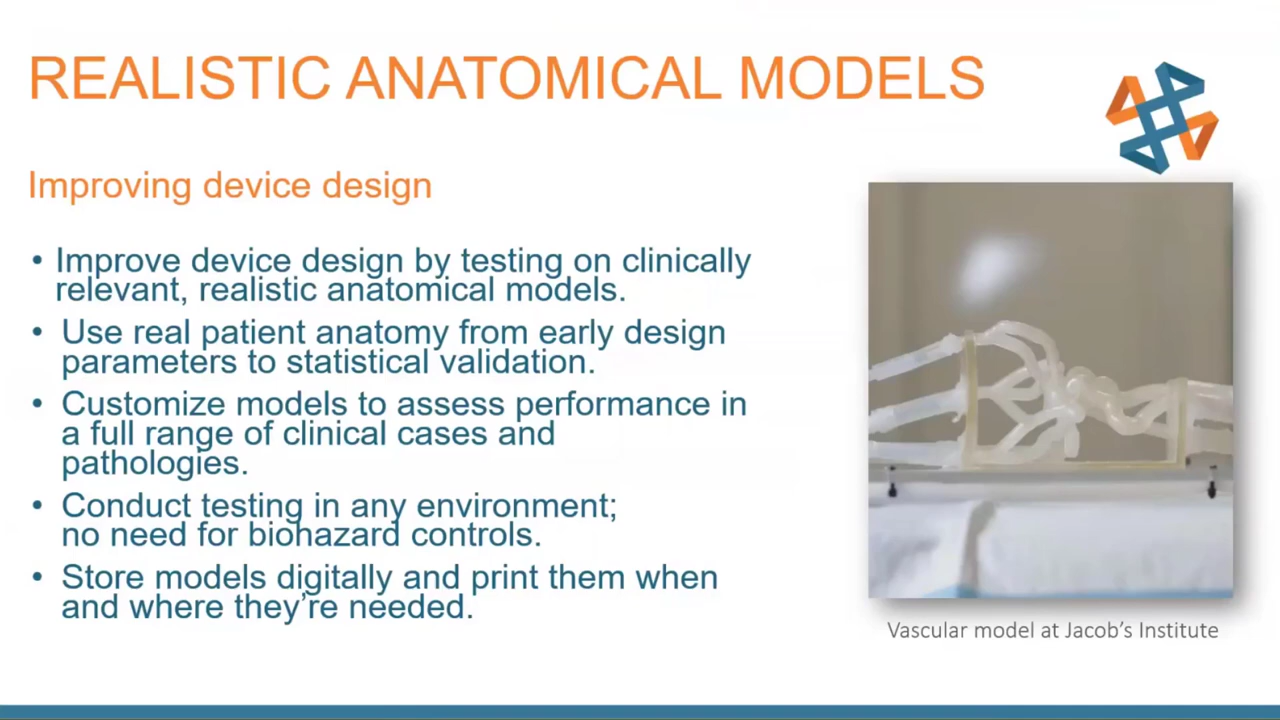 REALISTIC ANATOMICAL MODELS
Improving device design
• Improve device design by testing on clinically
relevant, realistic anatomical models.
• Use real patient anatomy from early design
parameters to statistical validation.
• Customize models to assess performance in
a full range of clinical cases and
pathologies.
• Conduct testing in any environment;
no need for biohazard controls.
• Store models digitally and print them when
and where they’re needed.
Vascular model at Jacob’s Institute